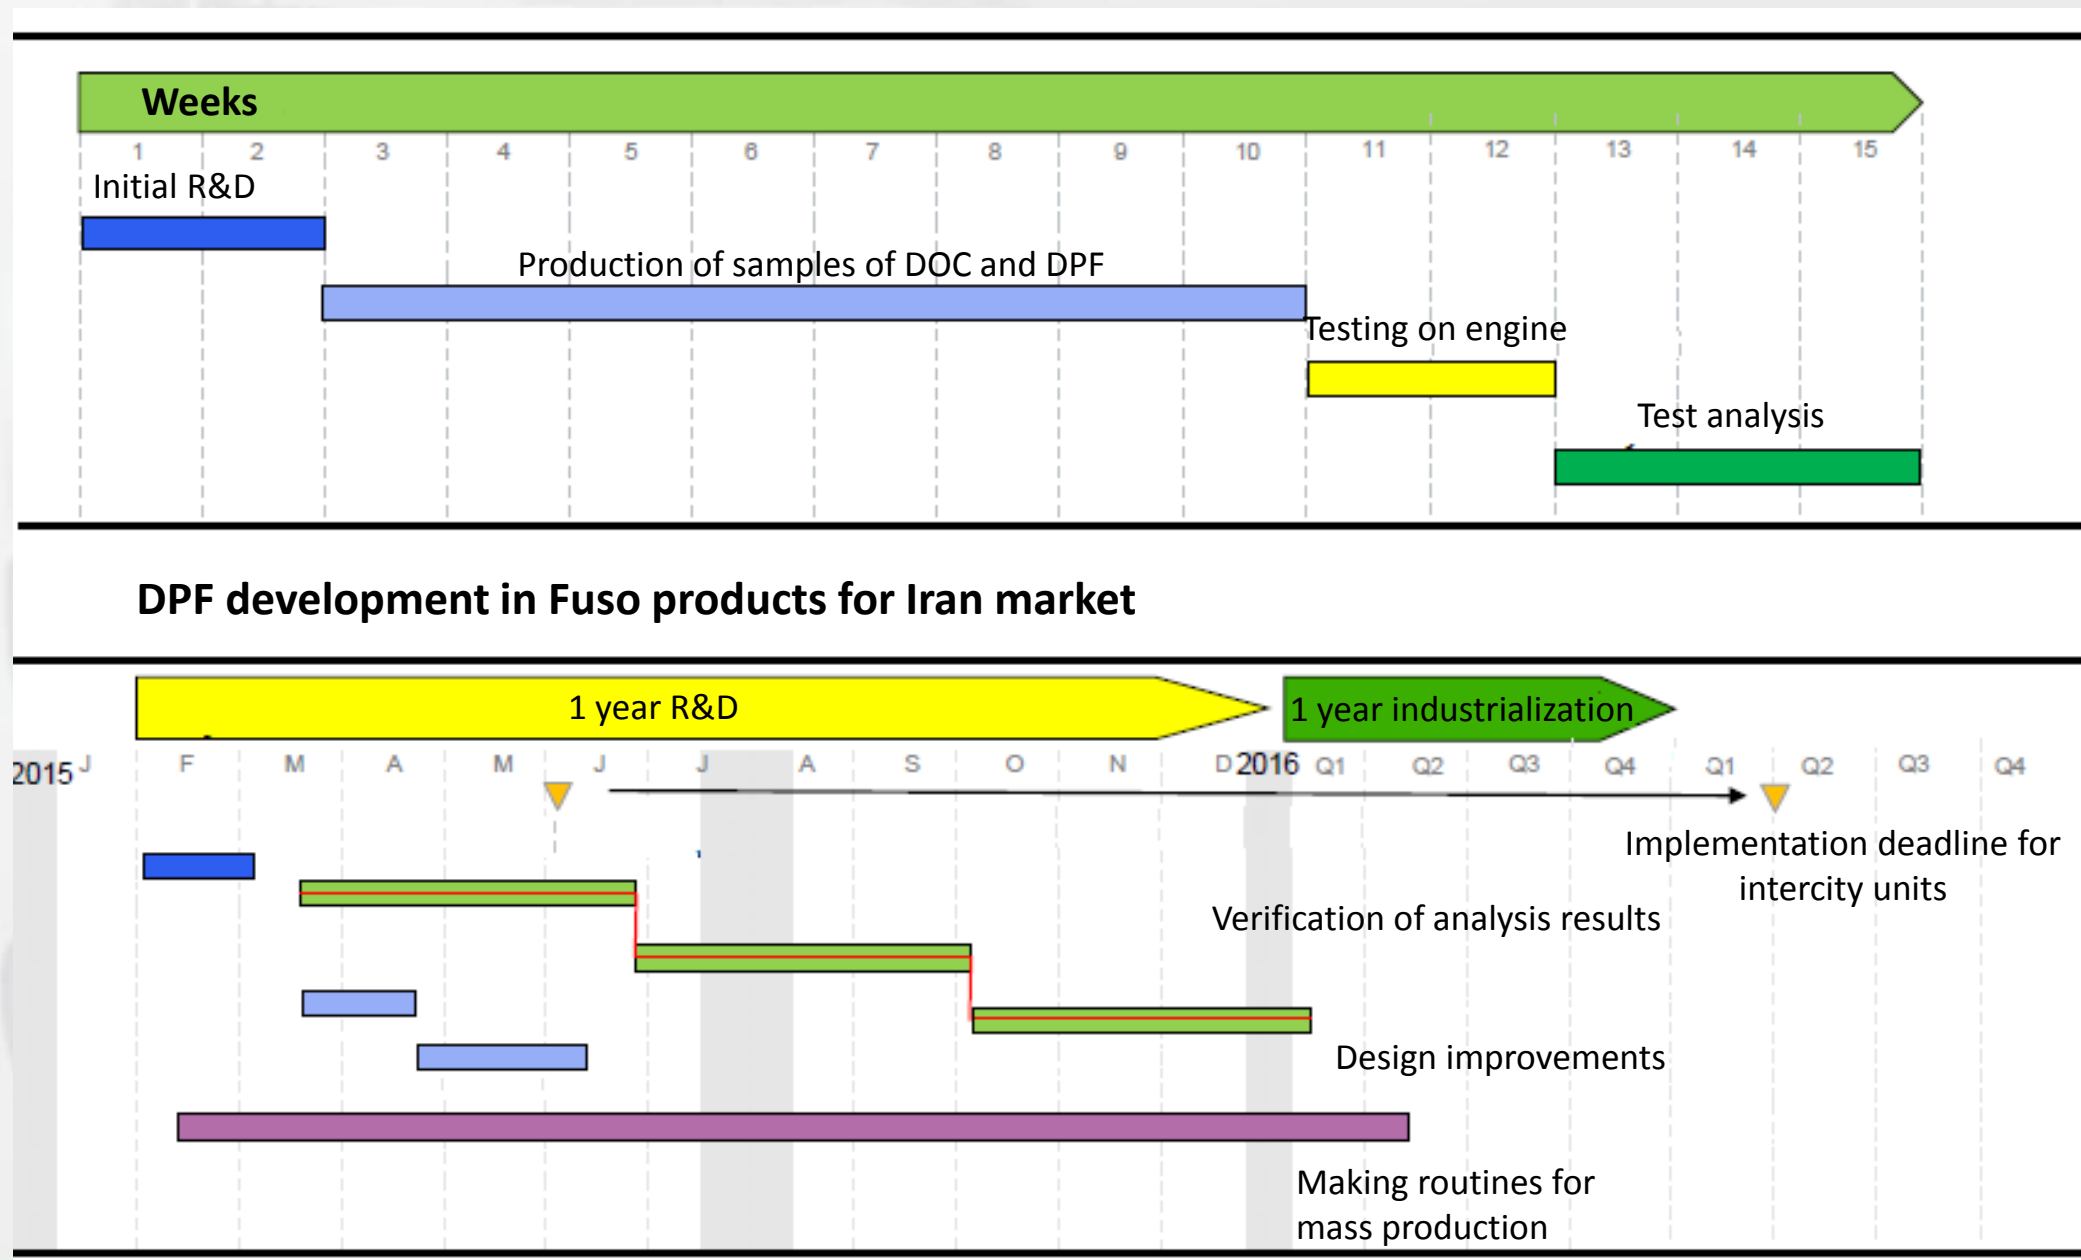 Weeks
1 2 3 4 5 6 7 8 9 10 11 12 13 14 15
Initial R&D
Production of samples of DOC and DPF
Testing on engine
Test analysis
DPF development in Fuso products for Iran market
1 year R&D
1 year industrialization
2015 J F M A M J J A S O N D 2016 Q1 Q2 Q3 Q4 Q1 Q2 Q3 Q4
Implementation deadline for
intercity units
Verification of analysis results
Design improvements
Making routines for
mass production